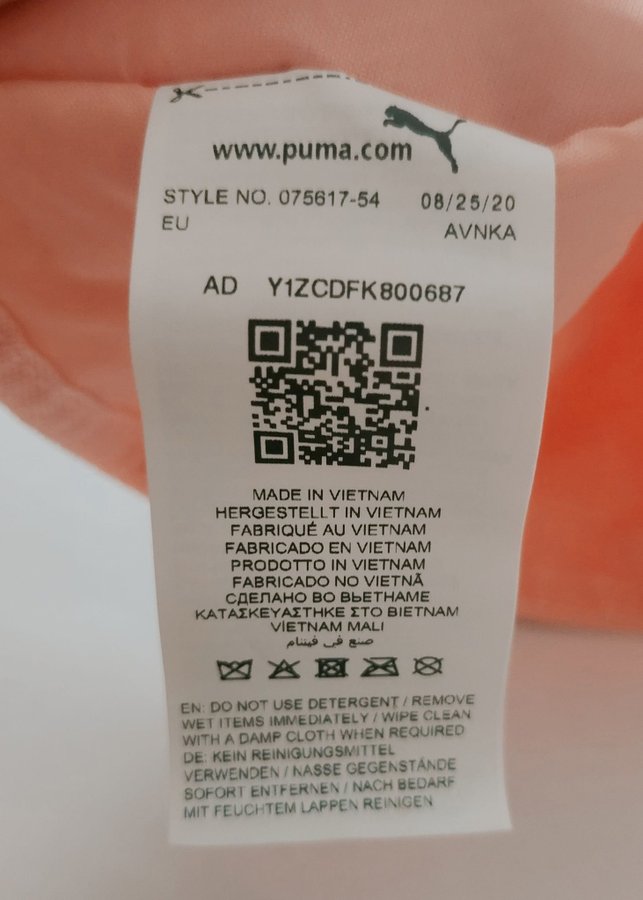 www.puma.com
STYLE NO. 075617-54 08/25/20
EU AVNKA
AD Y1ZCDFK800687
MADE IN VIETNAM
HERGESTELLT IN VIETNAM
FABRIQUÉ AU VIETNAM
FABRICADO EN VIETNAM
PRODOTTO IN VIETNAM
FABRICADO NO VIETNÃ
СДЕЛАНО ВО ВЬЕТНАМЕ
ΚΑΤΑΣΚΕΥΑΣΤΗΚΕ ΣΤΟ ΒΙΕΤΝΑΜ
VİETNAM MALI
صنع في فيتنام
EN: DO NOT USE DETERGENT / REMOVE
WET ITEMS IMMEDIATELY / WIPE CLEAN
WITH A DAMP CLOTH WHEN REQUIRED
DE: KEIN REINIGUNGSMITTEL
VERWENDEN / NASSE GEGENSTÄNDE
SOFORT ENTFERNEN / NACH BEDARF
MIT FEUCHTEM LAPPEN REINIGEN